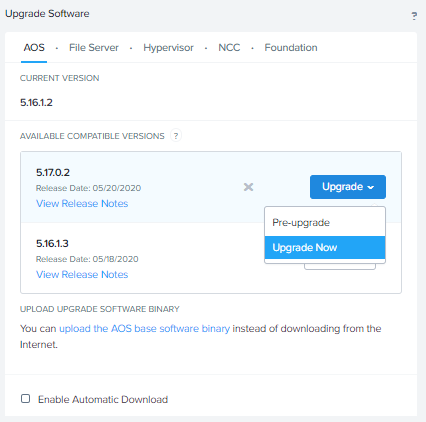 Upgrade Software
?
AOS · File Server · Hypervisor · NCC · Foundation
CURRENT VERSION
5.16.1.2
AVAILABLE COMPATIBLE VERSIONS ?
5.17.0.2
Release Date: 05/20/2020
View Release Notes
Upgrade
Pre-upgrade
Upgrade Now
5.16.1.3
Release Date: 05/18/2020
View Release Notes
UPLOAD UPGRADE SOFTWARE BINARY
You can upload the AOS base software binary instead of downloading from the
Internet.
Enable Automatic Download